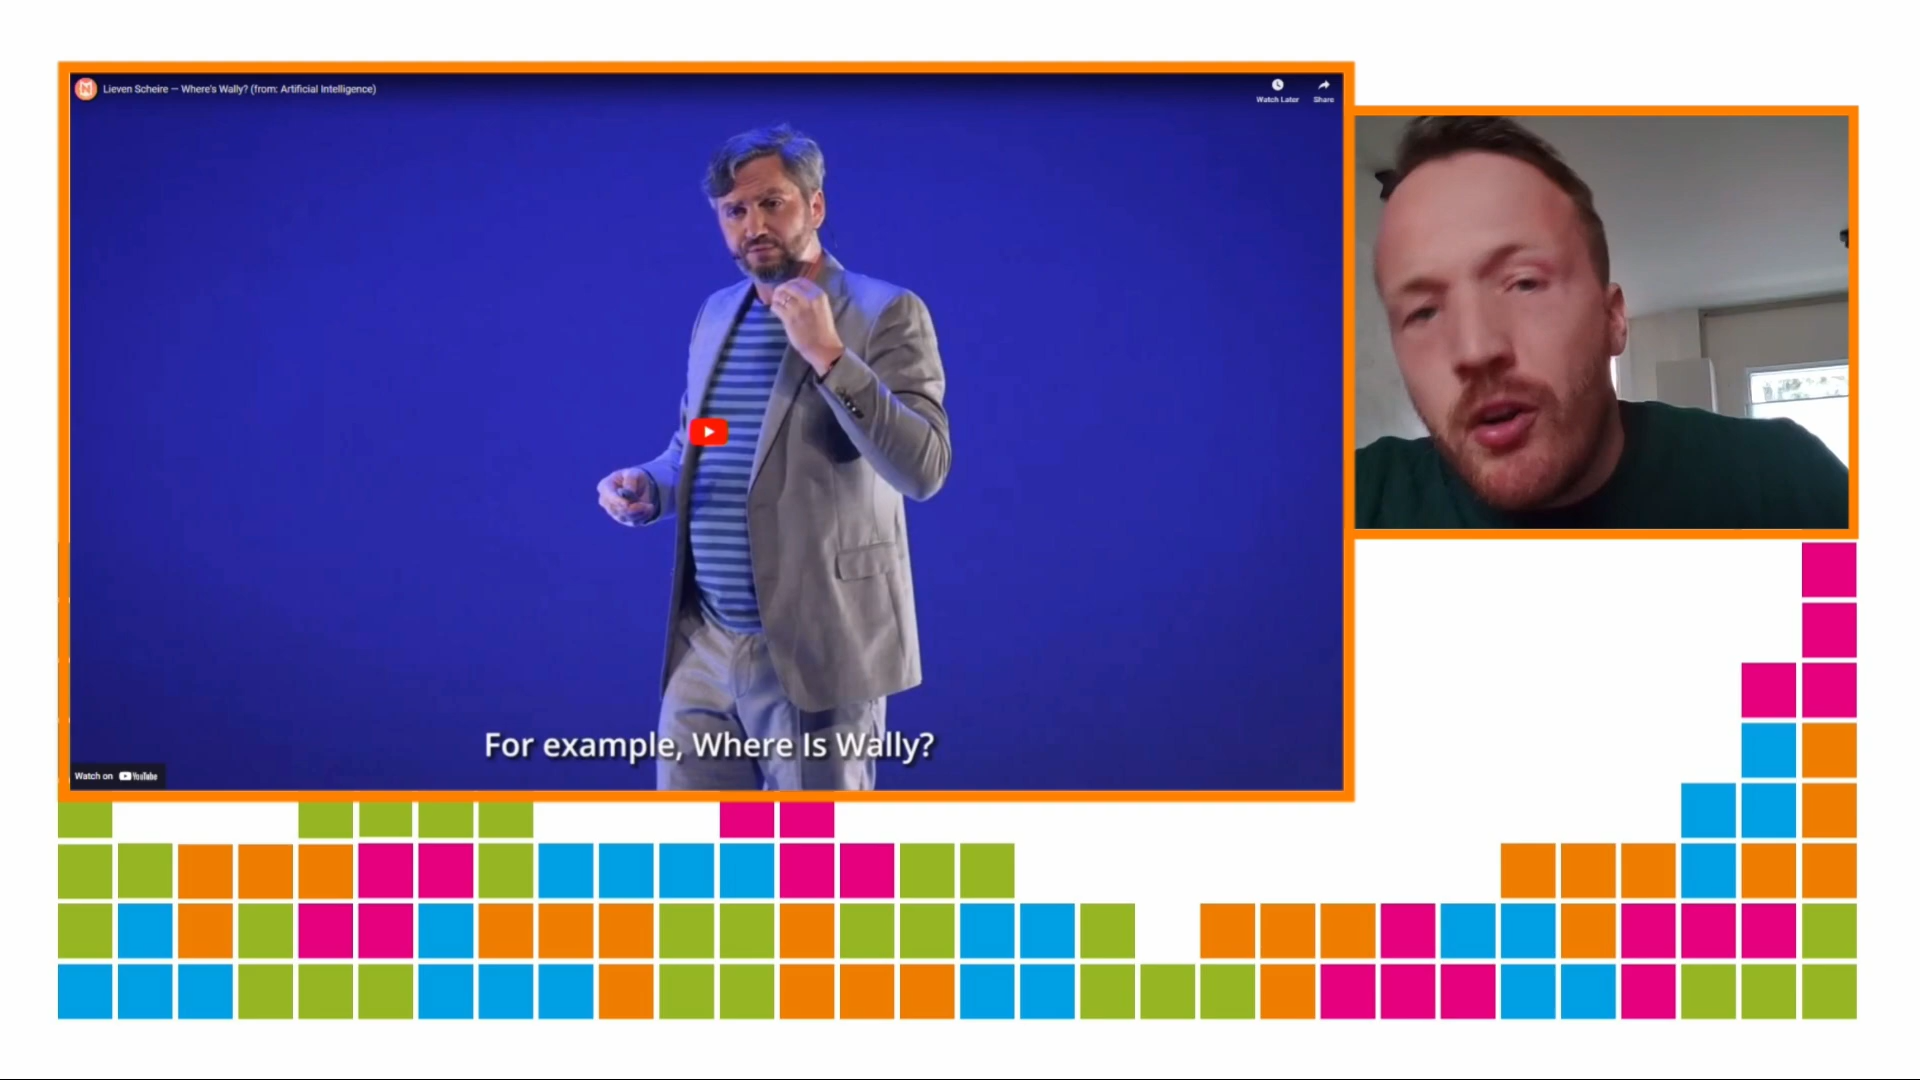 Lieven Scheire — Where's Wally? (from: Artificial Intelligence)
Watch Later
Share
For example, Where Is Wally?
Watch on YouTube